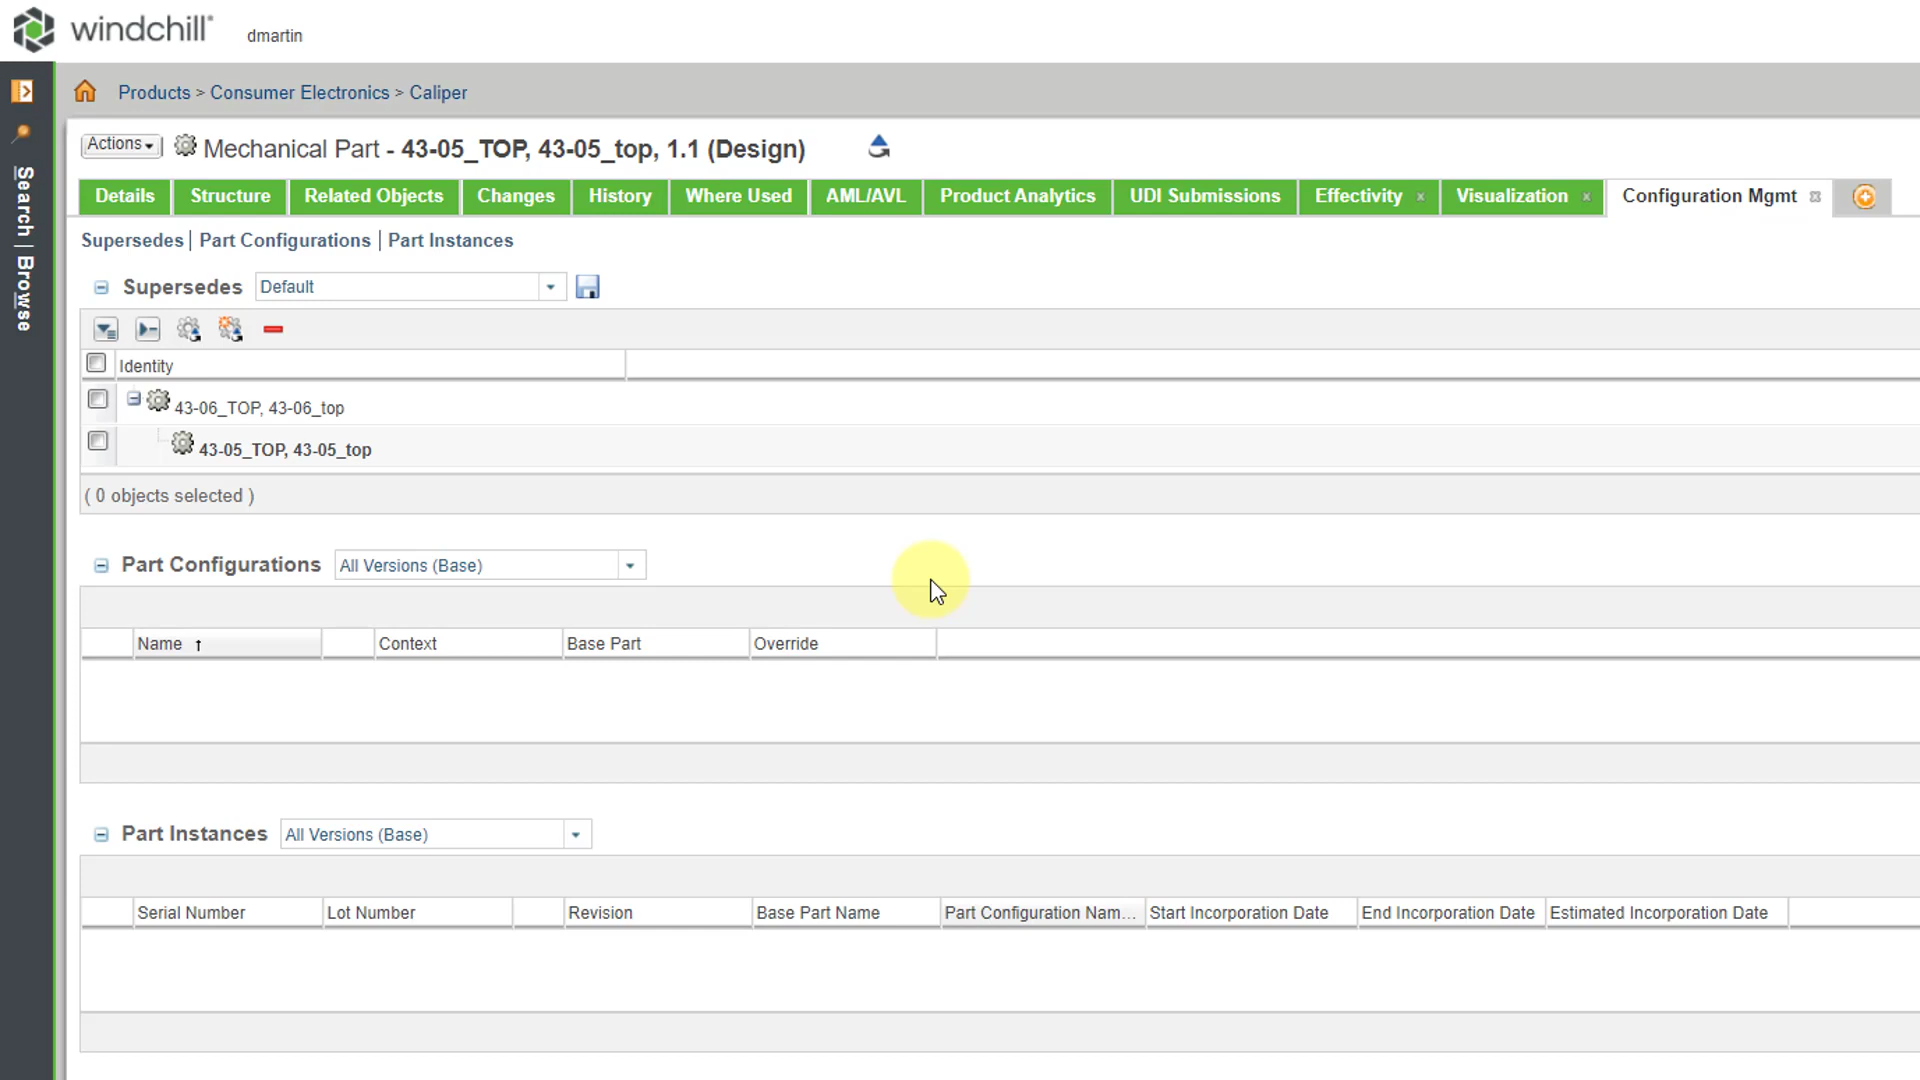 windchill® dmartin
Products > Consumer Electronics > Caliper
Actions Mechanical Part - 43-05_TOP, 43-05_top, 1.1 (Design)
Details Structure Related Objects Changes History Where Used AML/AVL Product Analytics UDI Submissions Effectivity Visualization Configuration Mgmt
Search | Browse
Supersedes | Part Configurations | Part Instances
Supersedes Default
Identity
43-06_TOP, 43-06_top
43-05_TOP, 43-05_top
( 0 objects selected )
Part Configurations All Versions (Base)
Name ↑ Context Base Part Override
Part Instances All Versions (Base)
Serial Number Lot Number Revision Base Part Name Part Configuration Nam... Start Incorporation Date End Incorporation Date Estimated Incorporation Date